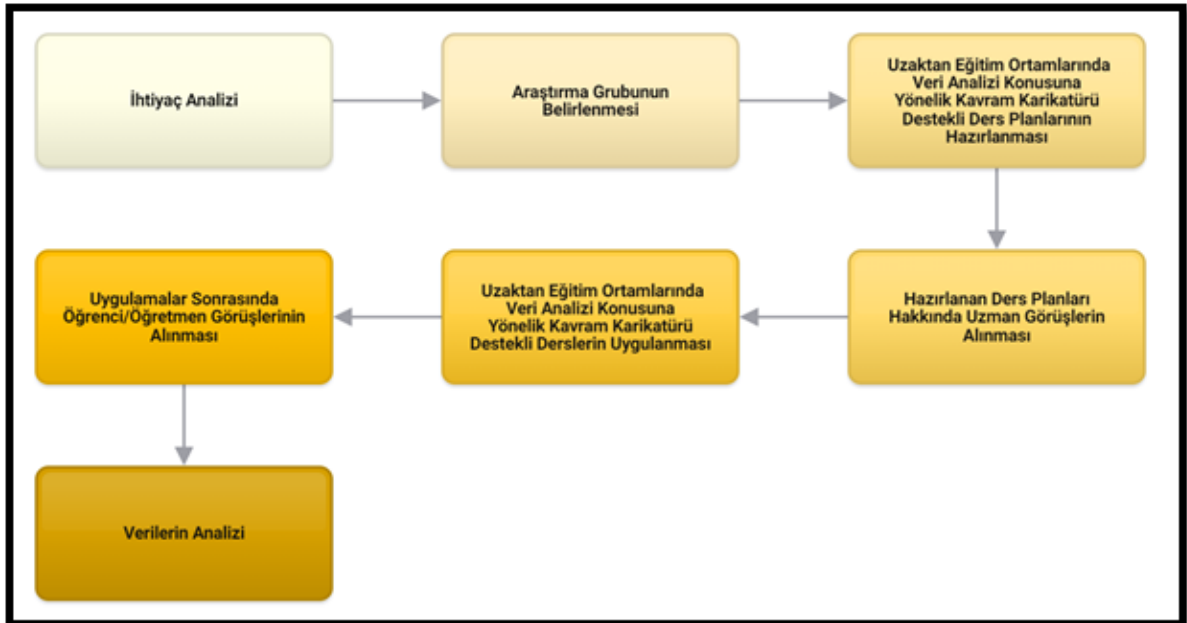 İhtiyaç Analizi
Araştırma Grubunun
Belirlenmesi
Uzaktan Eğitim Ortamlarında
Veri Analizi Konusuna
Yönelik Kavram Karikatürü
Destekli Ders Planlarının
Hazırlanması
Hazırlanan Ders Planları
Hakkında Uzman Görüşlerin
Alınması
Uzaktan Eğitim Ortamlarında
Veri Analizi Konusuna
Yönelik Kavram Karikatürü
Destekli Derslerin Uygulanması
Uygulamalar Sonrasında
Öğrenci/Öğretmen Görüşlerinin
Alınması
Verilerin Analizi